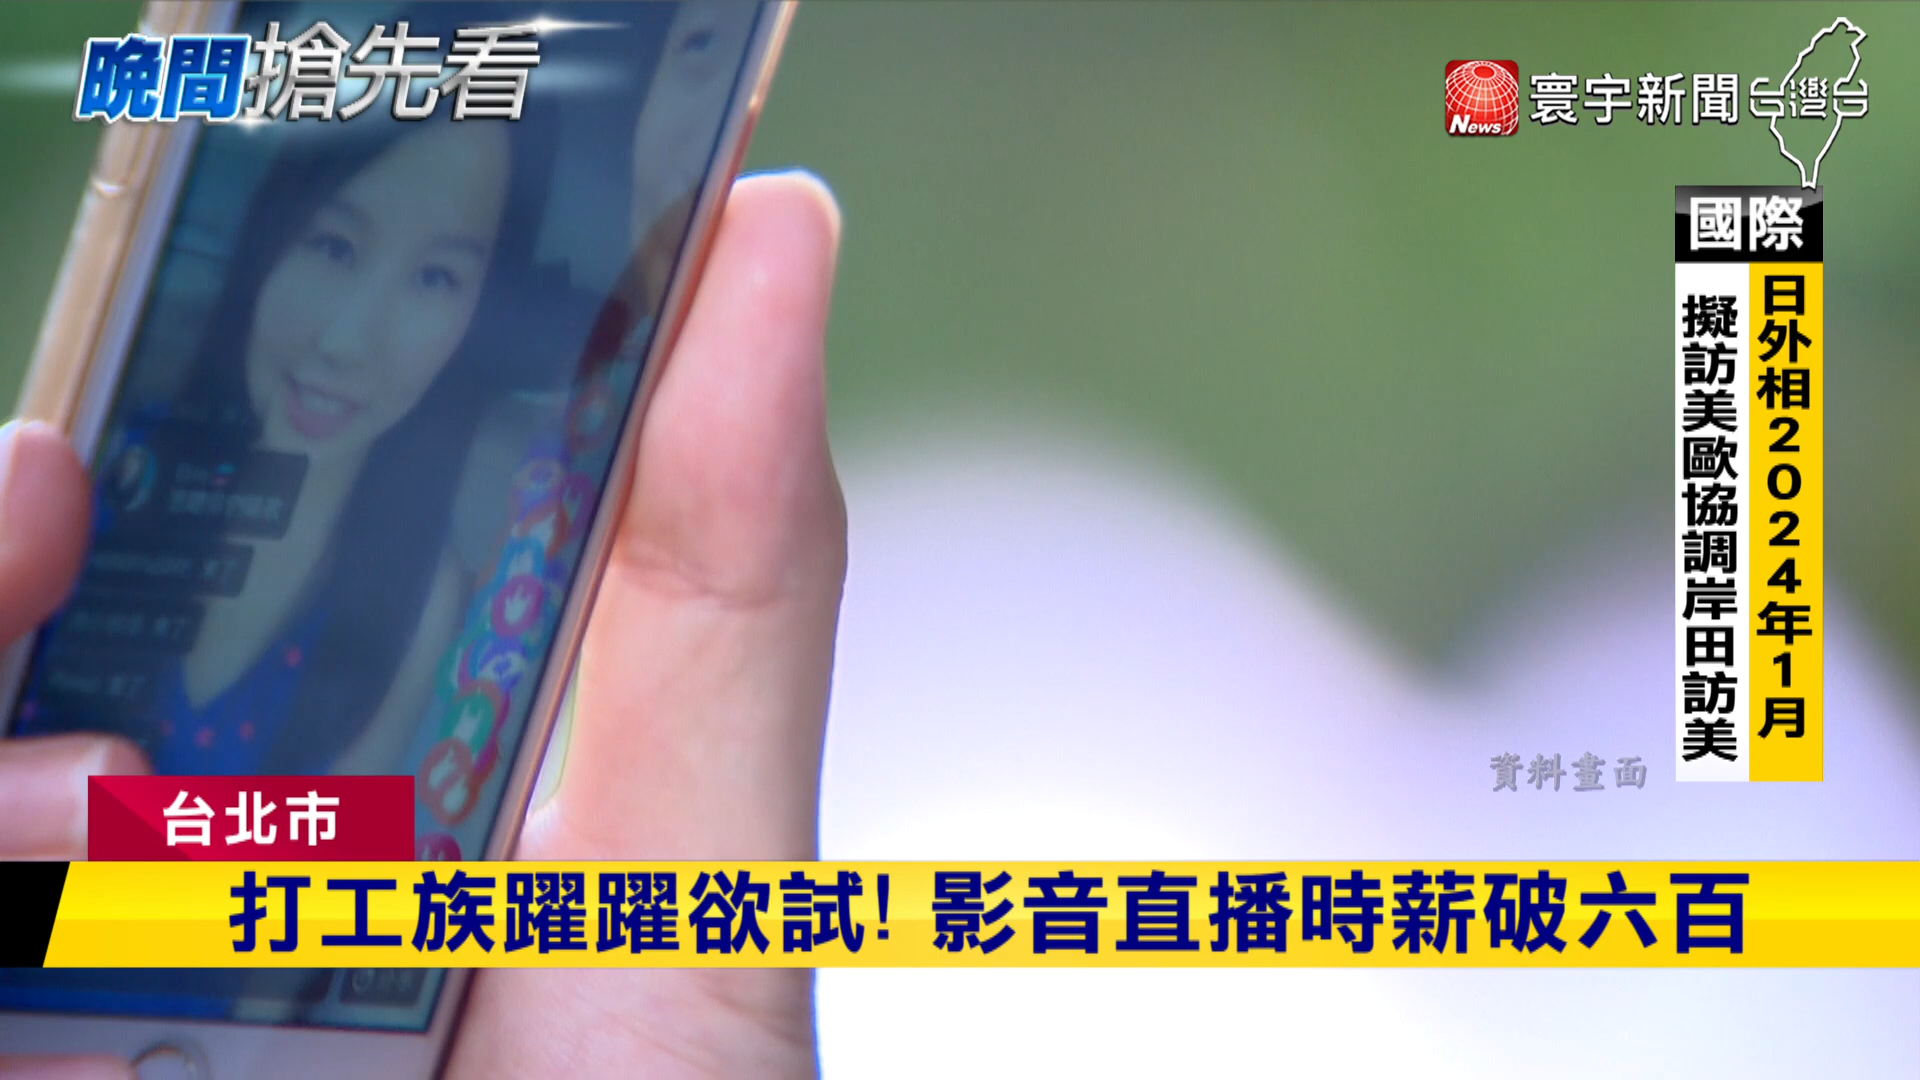 晚間搶先看
News 寰宇新聞 台灣
國際
日外相2024年1月
擬訪美歐協調岸田訪美
資料畫面
台北市
打工族躍躍欲試! 影音直播時薪破六百